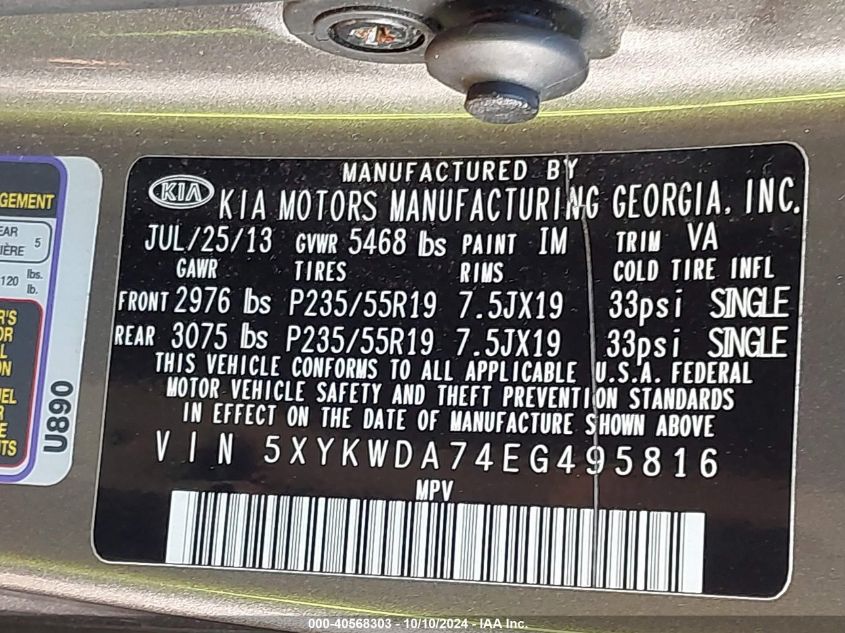 MANUFACTURED BY
KIA KIA MOTORS MANUFACTURING GEORGIA, INC.
JUL/25/13 GVWR 5468 lbs PAINT IM TRIM VA
GAWR TIRES RIMS COLD TIRE INFL
FRONT 2976 lbs P235/55R19 7.5JX19 33psi SINGLE
REAR 3075 lbs P235/55R19 7.5JX19 33psi SINGLE
THIS VEHICLE CONFORMS TO ALL APPLICABLE U.S.A. FEDERAL
MOTOR VEHICLE SAFETY AND THEFT PREVENTION STANDARDS
IN EFFECT ON THE DATE OF MANUFACTURE SHOWN ABOVE
VIN 5XYKWDA74EG495816
MPV
5
120 lbs.
lb.
U890
000-40568303 - 10/10/2024 - IAA Inc.